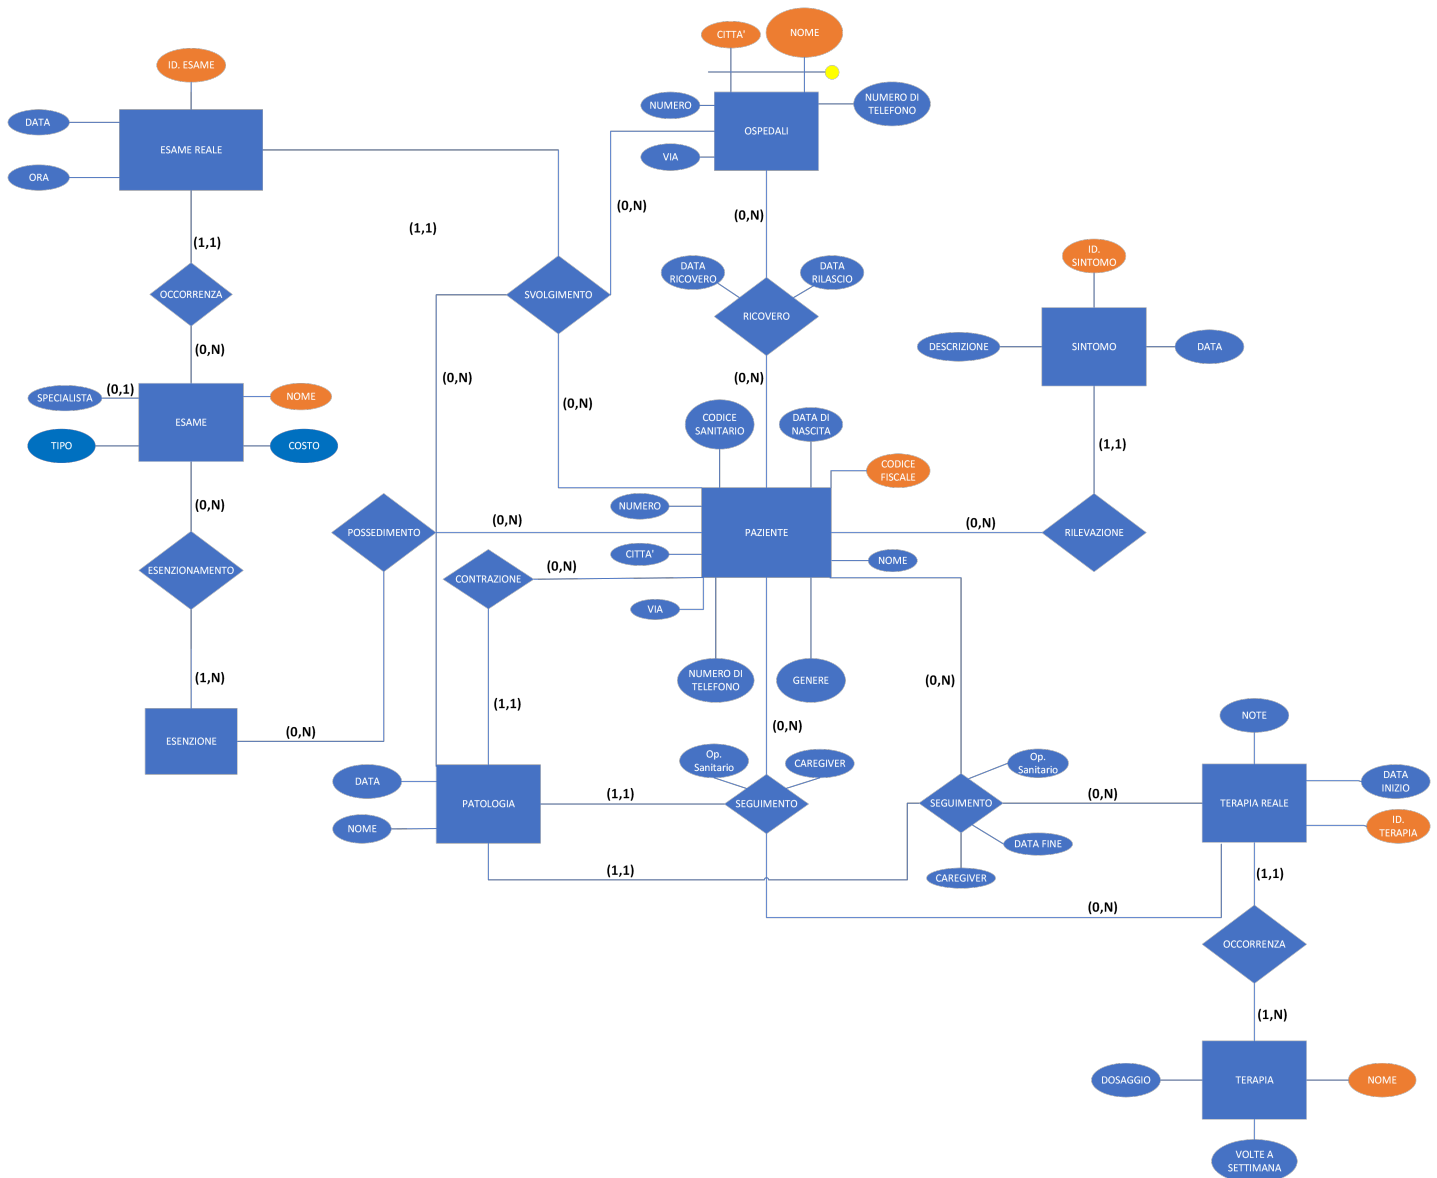 CITTA'
NOME
ID. ESAME
DATA
ORA
ESAME REALE
NUMERO
VIA
OSPEDALI
NUMERO DI
TELEFONO
(0,N)
(0,N)
(1,1)
(1,1)
OCCORRENZA
SVOLGIMENTO
DATA
RICOVERO
DATA
RILASCIO
RICOVERO
ID.
SINTOMO
DESCRIZIONE
SINTOMO
DATA
(0,N)
(0,N)
(0,N)
(0,N)
(0,1)
SPECIALISTA
NOME
ESAME
TIPO
COSTO
CODICE
SANITARIO
DATA DI
NASCITA
CODICE
FISCALE
(1,1)
(0,N)
NUMERO
POSSEDIMENTO
(0,N)
PAZIENTE
(0,N)
RILEVAZIONE
CITTA'
NOME
ESENZIONAMENTO
CONTRAZIONE
(0,N)
VIA
(1,N)
NUMERO DI
TELEFONO
GENERE
(0,N)
(1,1)
(0,N)
NOTE
ESENZIONE
(0,N)
Op.
Sanitario
CAREGIVER
Op.
Sanitario
DATA
PATOLOGIA
NOME
(1,1)
SEGUIMENTO
SEGUIMENTO
(0,N)
TERAPIA REALE
DATA
INIZIO
ID.
TERAPIA
DATA FINE
(1,1)
CAREGIVER
(1,1)
(0,N)
OCCORRENZA
(1,N)
DOSAGGIO
TERAPIA
NOME
VOLTE A
SETTIMANA